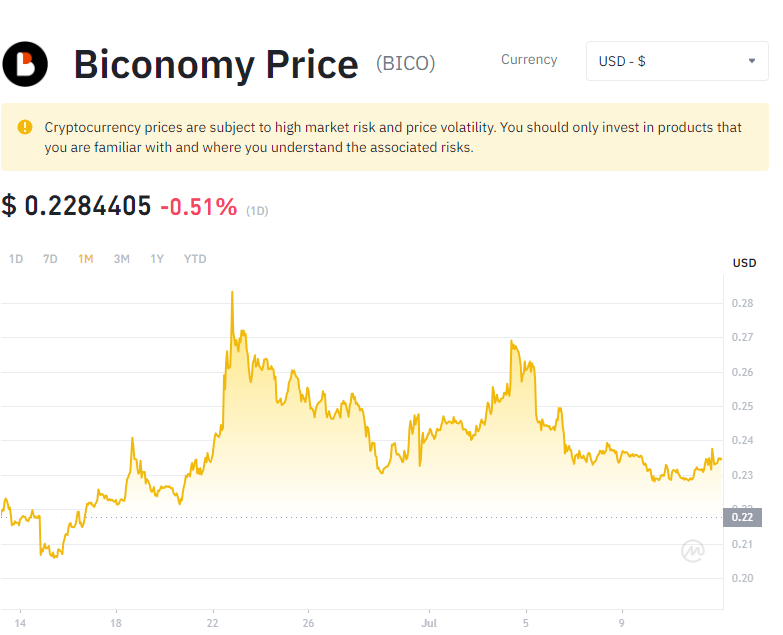 Biconomy Price (BICO)
Currency
USD - $
Cryptocurrency prices are subject to high market risk and price volatility. You should only invest in products that
you are familiar with and where you understand the associated risks.
$ 0.2284405 -0.51% (1D)
1D 7D 1M 3M 1Y YTD
USD
0.28
0.27
0.26
0.25
0.24
0.23
0.22
0.22
0.21
0.20
14 18 22 26 Jul 5 9